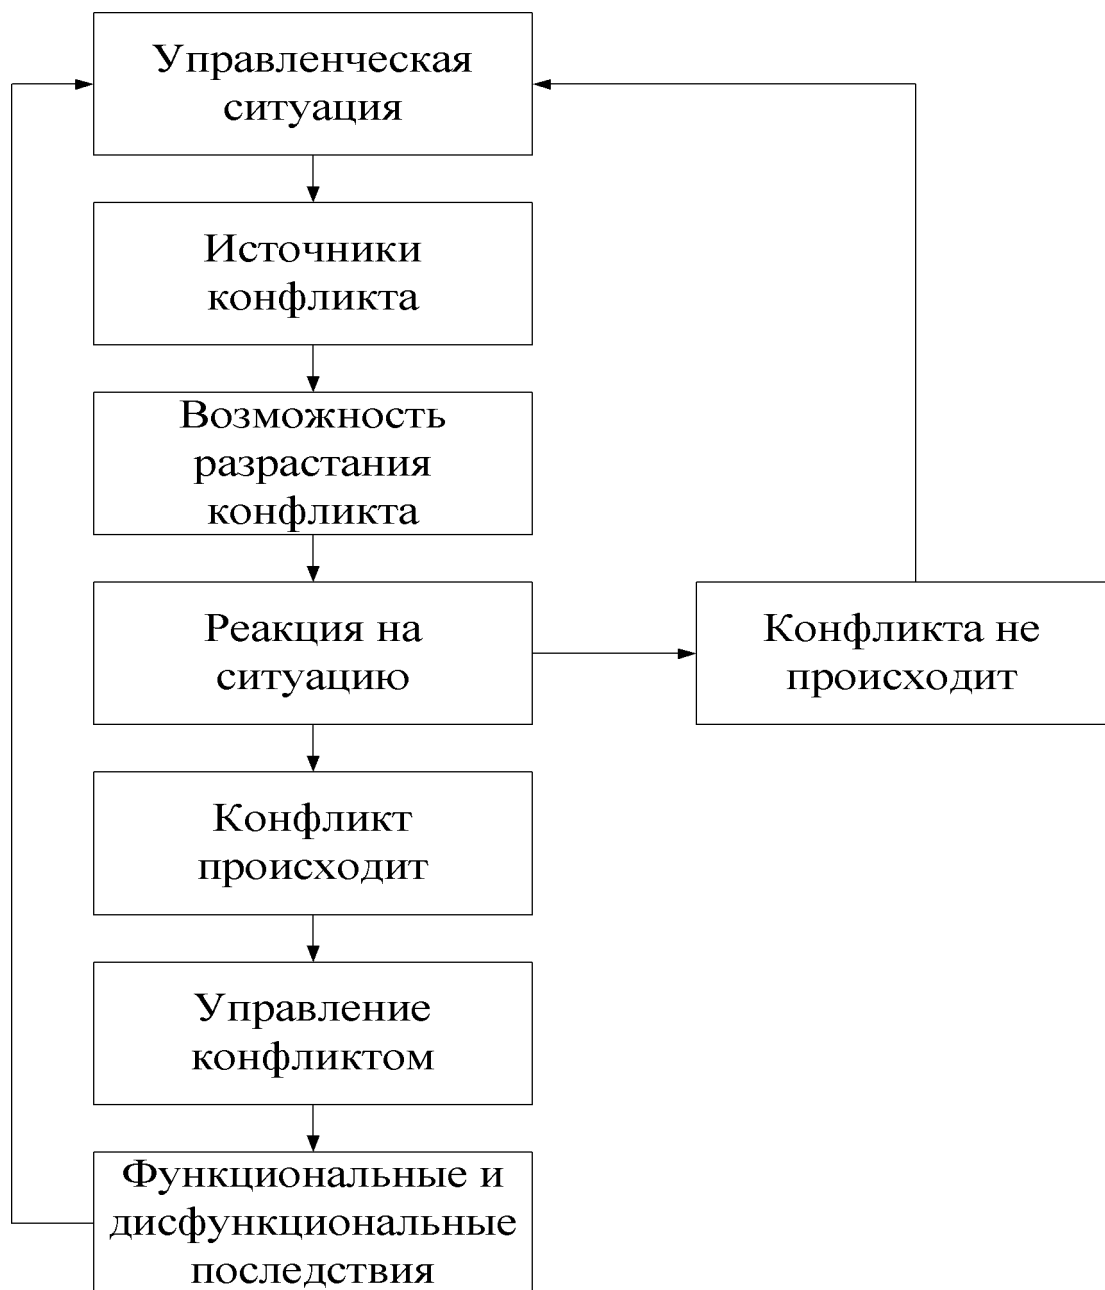 Управленческая
ситуация
Источники
конфликта
Возможность
разрастания
конфликта
Реакция на
ситуацию
Конфликта не
происходит
Конфликт
происходит
Управление
конфликтом
Функциональные и
дисфункциональные
последствия